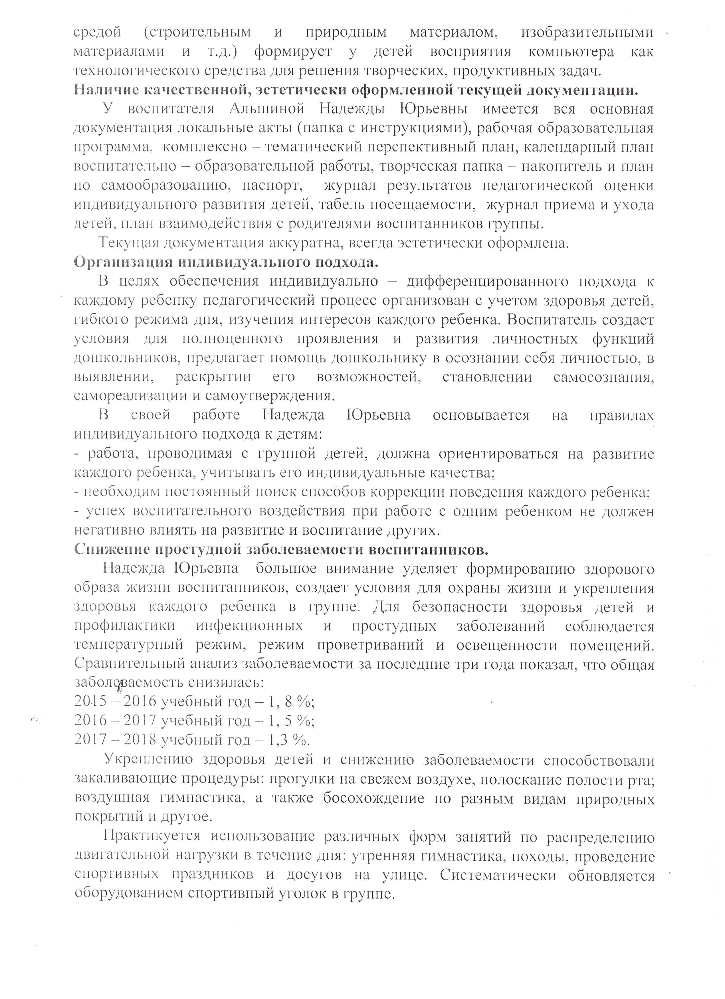 средой (строительным и природным материалом, изобразительными
материалами и т.д.) формирует у детей восприятия компьютера как
технологического средства для решения творческих, продуктивных задач.
Наличие качественной, эстетически оформленной текущей документации.
У воспитателя Альшиной Надежды Юрьевны имеется вся основная
документация локальные акты (папка с инструкциями), рабочая образовательная
программа, комплексно – тематический перспективный план, календарный план
воспитательно – образовательной работы, творческая папка – накопитель и план
по самообразованию, паспорт, журнал результатов педагогической оценки
индивидуального развития детей, табель посещаемости, журнал приема и ухода
детей, план взаимодействия с родителями воспитанников группы.
Текущая документация аккуратна, всегда эстетически оформлена.
Организация индивидуального подхода.
В целях обеспечения индивидуально – дифференцированного подхода к
каждому ребенку педагогический процесс организован с учетом здоровья детей,
гибкого режима дня, изучения интересов каждого ребенка. Воспитатель создает
условия для полноценного проявления и развития личностных функций
дошкольников, предлагает помощь дошкольнику в осознании себя личностью, в
выявлении, раскрытии его возможностей, становлении самосознания,
самореализации и самоутверждения.
В своей работе Надежда Юрьевна основывается на правилах
индивидуального подхода к детям:
- работа, проводимая с группой детей, должна ориентироваться на развитие
каждого ребенка, учитывать его индивидуальные качества;
- необходим постоянный поиск способов коррекции поведения каждого ребенка;
- успех воспитательного воздействия при работе с одним ребенком не должен
негативно влиять на развитие и воспитание других.
Снижение простудной заболеваемости воспитанников.
Надежда Юрьевна большое внимание уделяет формированию здорового
образа жизни воспитанников, создает условия для охраны жизни и укрепления
здоровья каждого ребенка в группе. Для безопасности здоровья детей и
профилактики инфекционных и простудных заболеваний соблюдается
температурный режим, режим проветриваний и освещенности помещений.
Сравнительный анализ заболеваемости за последние три года показал, что общая
заболеваемость снизилась:
2015 – 2016 учебный год – 1, 8 %;
2016 – 2017 учебный год – 1, 5 %;
2017 – 2018 учебный год – 1,3 %.
Укреплению здоровья детей и снижению заболеваемости способствовали
закаливающие процедуры: прогулки на свежем воздухе, полоскание полости рта;
воздушная гимнастика, а также босохождение по разным видам природных
покрытий и другое.
Практикуется использование различных форм занятий по распределению
двигательной нагрузки в течение дня: утренняя гимнастика, походы, проведение
спортивных праздников и досугов на улице. Систематически обновляется
оборудованием спортивный уголок в группе.